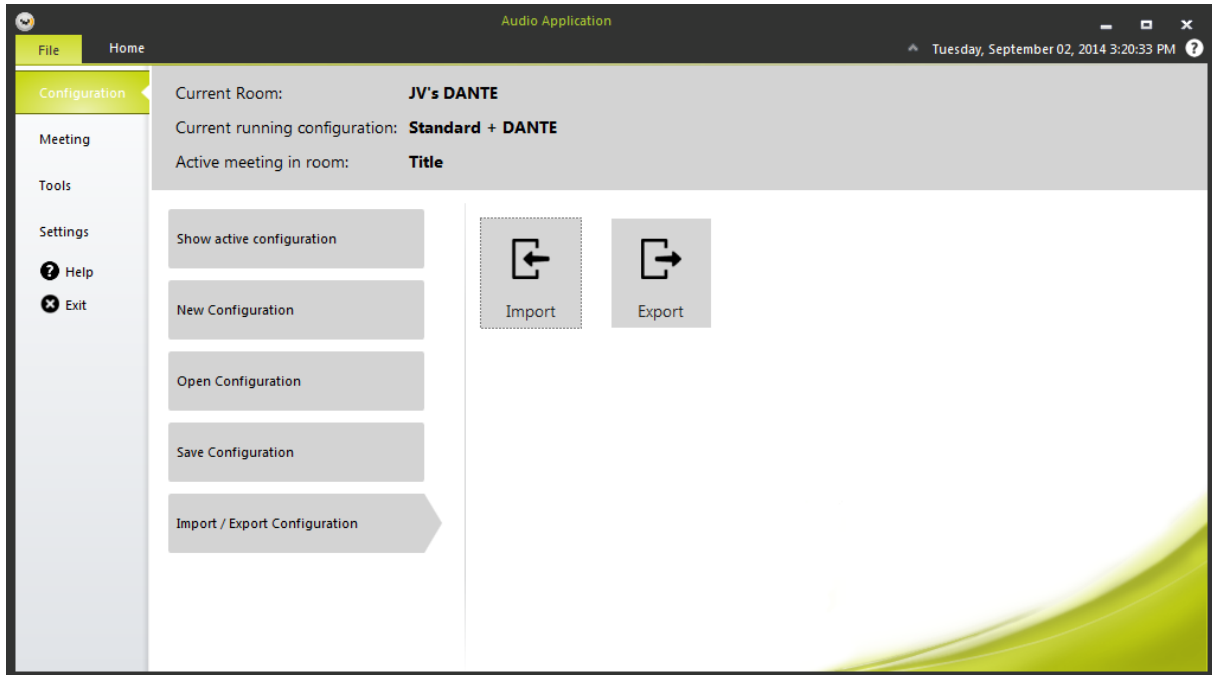 Audio Application
File Home Tuesday, September 02, 2014 3:20:33 PM ?
Configuration
Meeting
Tools
Settings
? Help
Exit
Current Room: JV's DANTE
Current running configuration: Standard + DANTE
Active meeting in room: Title
Show active configuration
New Configuration
Open Configuration
Save Configuration
Import / Export Configuration
Import Export